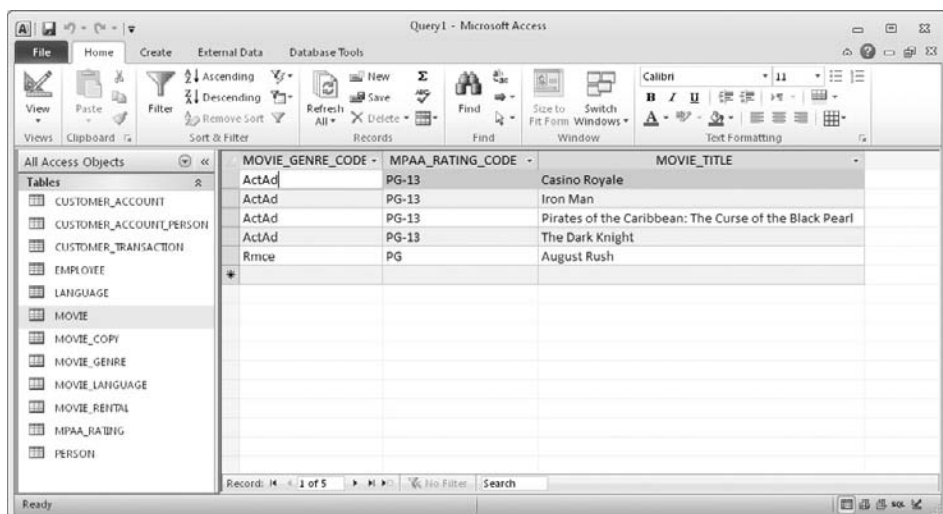 Query1 - Microsoft Access
File Home Create External Data Database Tools
View
Views
Paste
Clipboard
Filter
Ascending
Descending
Remove Sort
Sort & Filter
Refresh All
New
Save
Delete
Records
Find
Find
Size to Fit Form
Switch Windows
Window
Calibri 11
B I U
A
Text Formatting
All Access Objects
Tables
CUSTOMER_ACCOUNT
CUSTOMER_ACCOUNT_PERSON
CUSTOMER_TRANSACTION
EMPLOYEE
LANGUAGE
MOVIE
MOVIE_COPY
MOVIE_GENRE
MOVIE_LANGUAGE
MOVIE_RENTAL
MPAA_RATING
PERSON
MOVIE_GENRE_CODE MPAA_RATING_CODE MOVIE_TITLE
ActAd PG-13 Casino Royale
ActAd PG-13 Iron Man
ActAd PG-13 Pirates of the Caribbean: The Curse of the Black Pearl
ActAd PG-13 The Dark Knight
Rmce PG August Rush
Record: 1 of 5 No Filter Search
Ready SQL